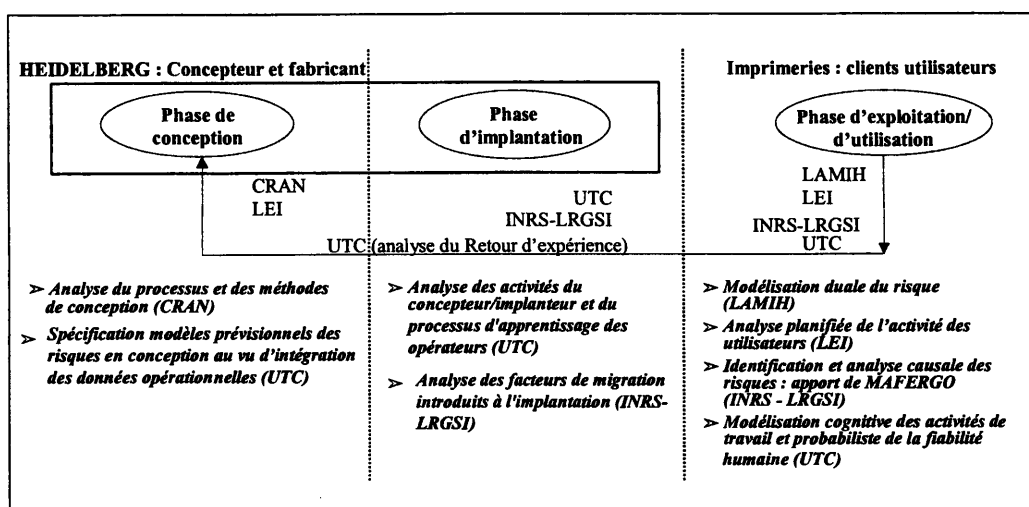 HEIDELBERG : Concepteur et fabricant
Phase de
conception
Phase
d'implantation
CRAN
LEI
UTC
INRS-LRGSI
UTC (analyse du Retour d'expérience)
Imprimeries : clients utilisateurs
Phase d'exploitation/
d'utilisation
LAMIH
LEI
INRS-LRGSI
UTC
➢ Analyse du processus et des méthodes
de conception (CRAN)
➢ Spécification modèles prévisionnels des
risques en conception au vu d'intégration
des données opérationnelles (UTC)
➢ Analyse des activités du
concepteur/implanteur et du
processus d'apprentissage des
opérateurs (UTC)
➢ Analyse des facteurs de migration
introduits à l'implantation (INRS-
LRGSI)
➢ Modélisation duale du risque
(LAMIH)
➢ Analyse planifiée de l'activité des
utilisateurs (LEI)
➢ Identification et analyse causale des
risques : apport de MAFERGO
(INRS - LRGSI)
➢ Modélisation cognitive des activités de
travail et probabiliste de la fiabilité
humaine (UTC)